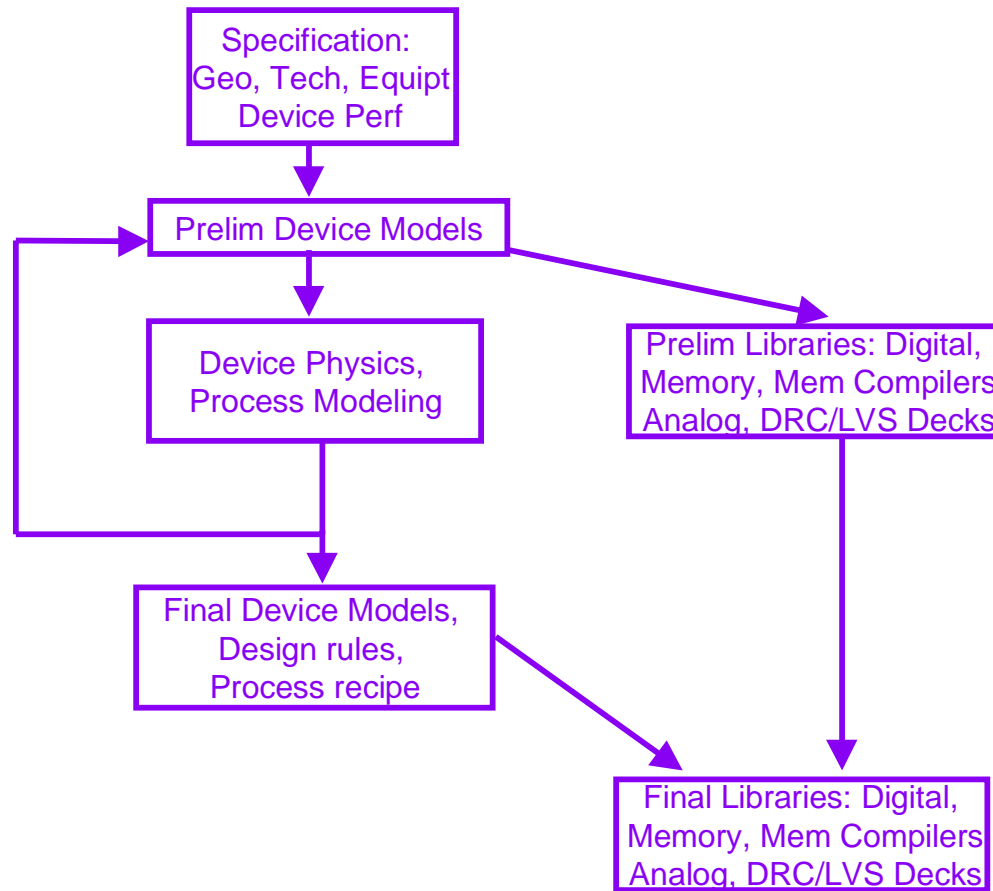 Specification:
Geo, Tech, Equipt
Device Perf
Prelim Device Models
Device Physics,
Process Modeling
Prelim Libraries: Digital,
Memory, Mem Compilers
Analog, DRC/LVS Decks
Final Device Models,
Design rules,
Process recipe
Final Libraries: Digital,
Memory, Mem Compilers
Analog, DRC/LVS Decks